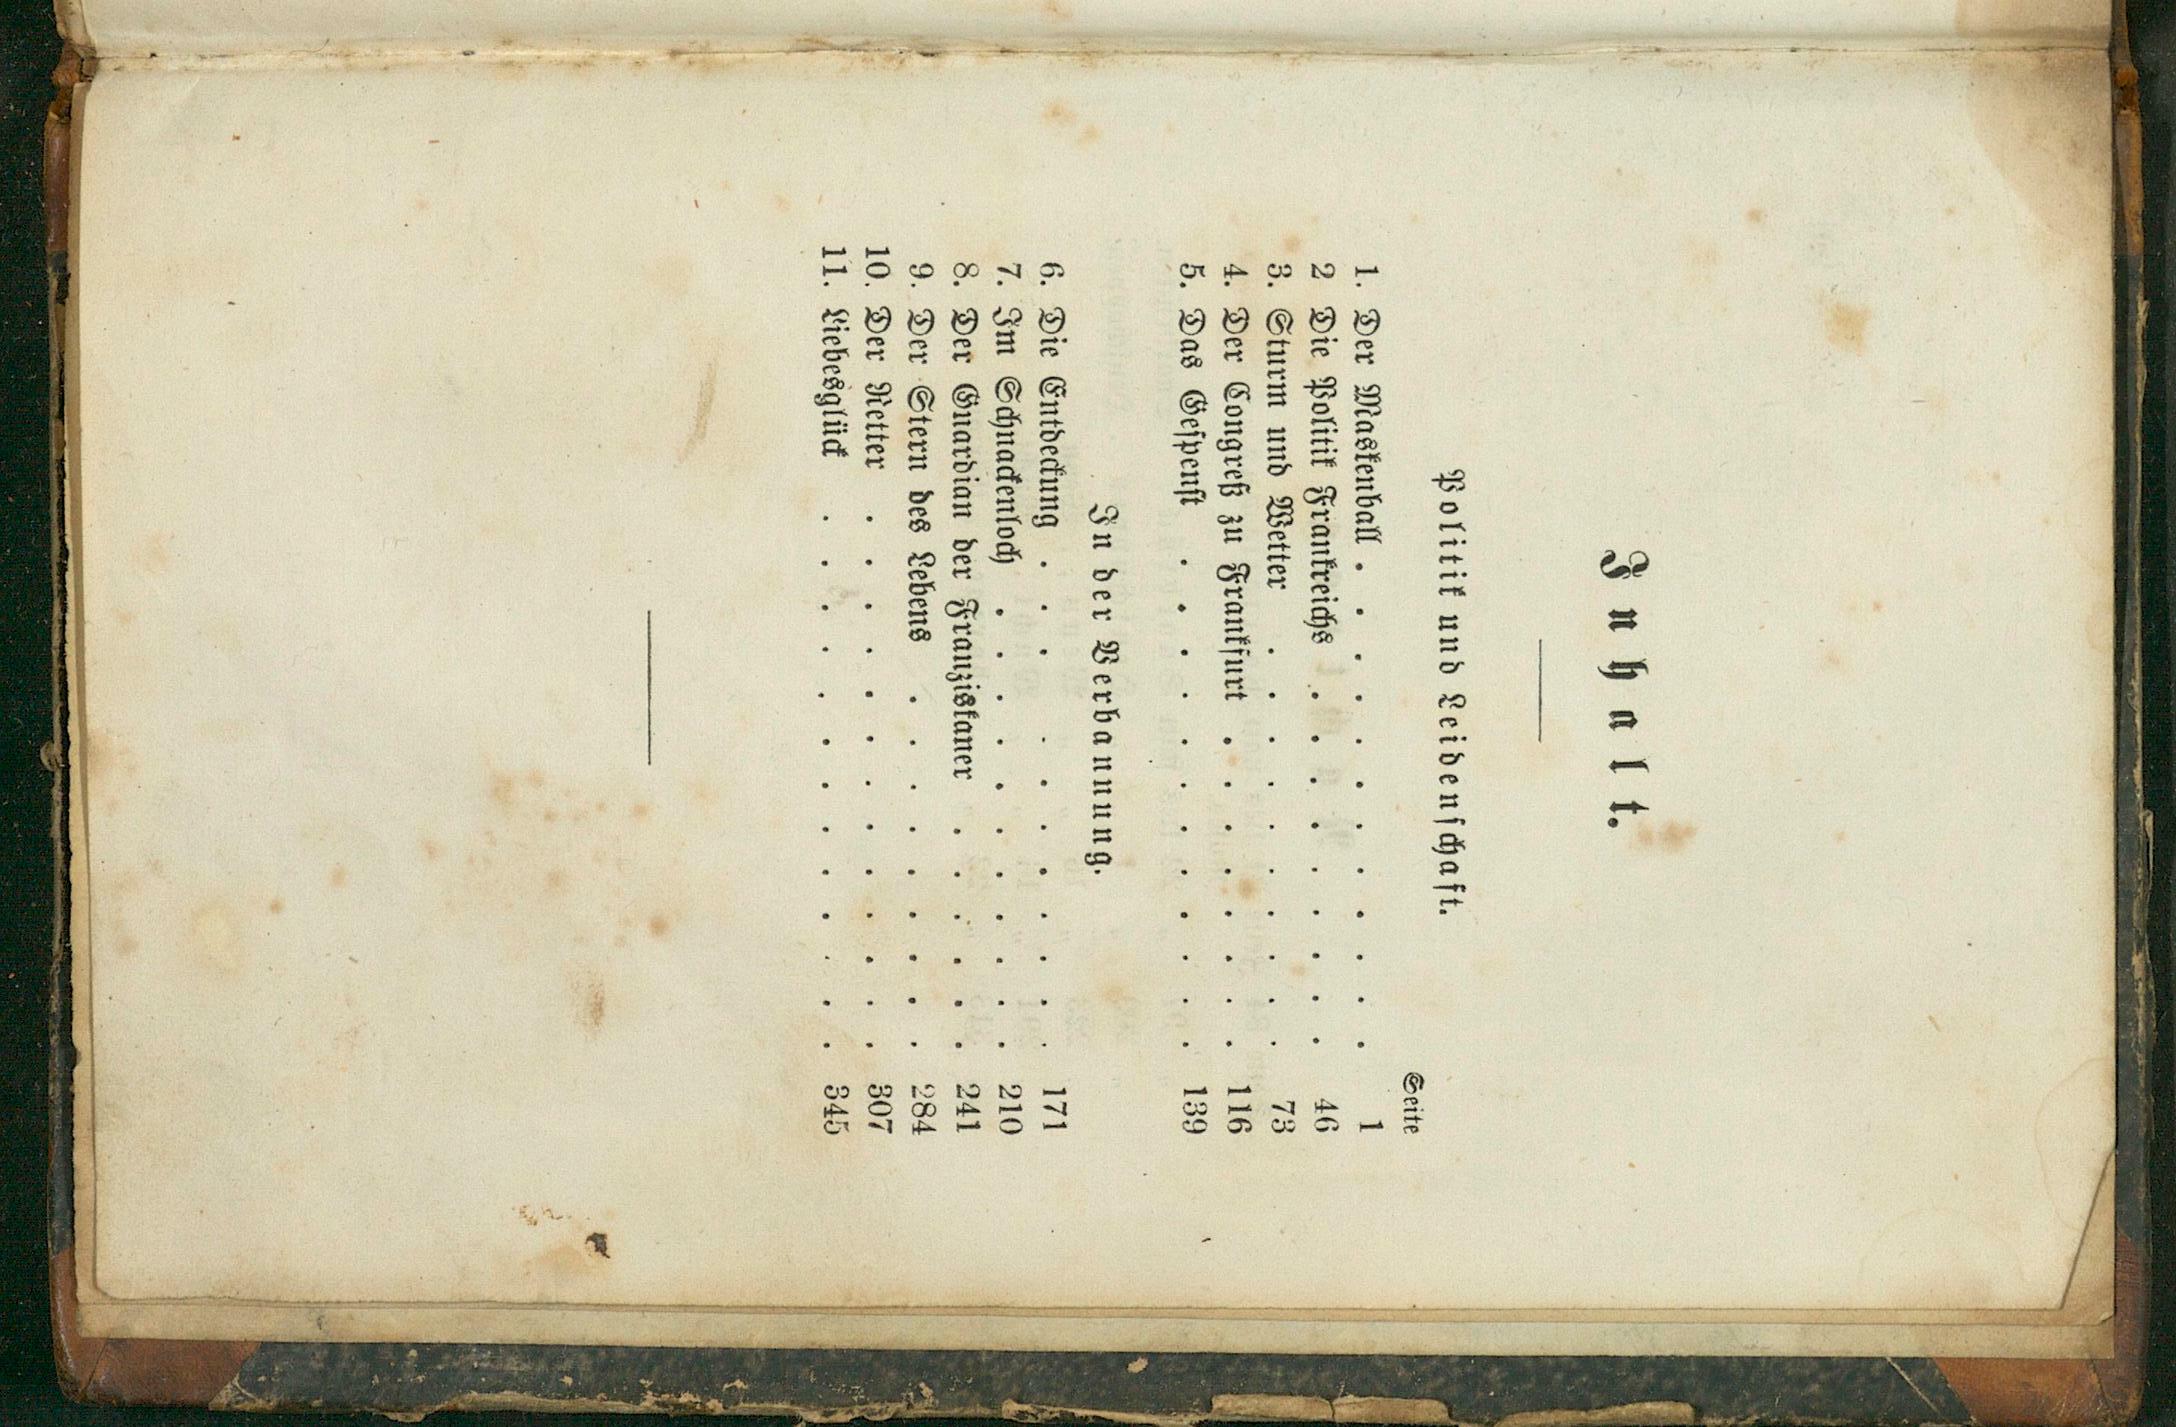 Inhalt.
Politik und Leidenschaft.
Seite
1. Der Maskenball . . . . . . . . . . . . 1
2 Die Politik Frankreichs . . . . . . . . . 46
3. Sturm und Wetter . . . . . . . . . . 73
4. Der Congreß zu Frankfurt . . . . . . . . 116
5. Das Gespenst . . . . . . . . . . . . 139
In der Verbannung.
6. Die Entdeckung . . . . . . . . . . . 171
7. Im Schnackenloch . . . . . . . . . . . 210
8. Der Guardian der Franziskaner . . . . . . 241
9. Der Stern des Lebens . . . . . . . . . 284
10. Der Retter . . . . . . . . . . . . . 307
11. Liebesglück . . . . . . . . . . . . . 345